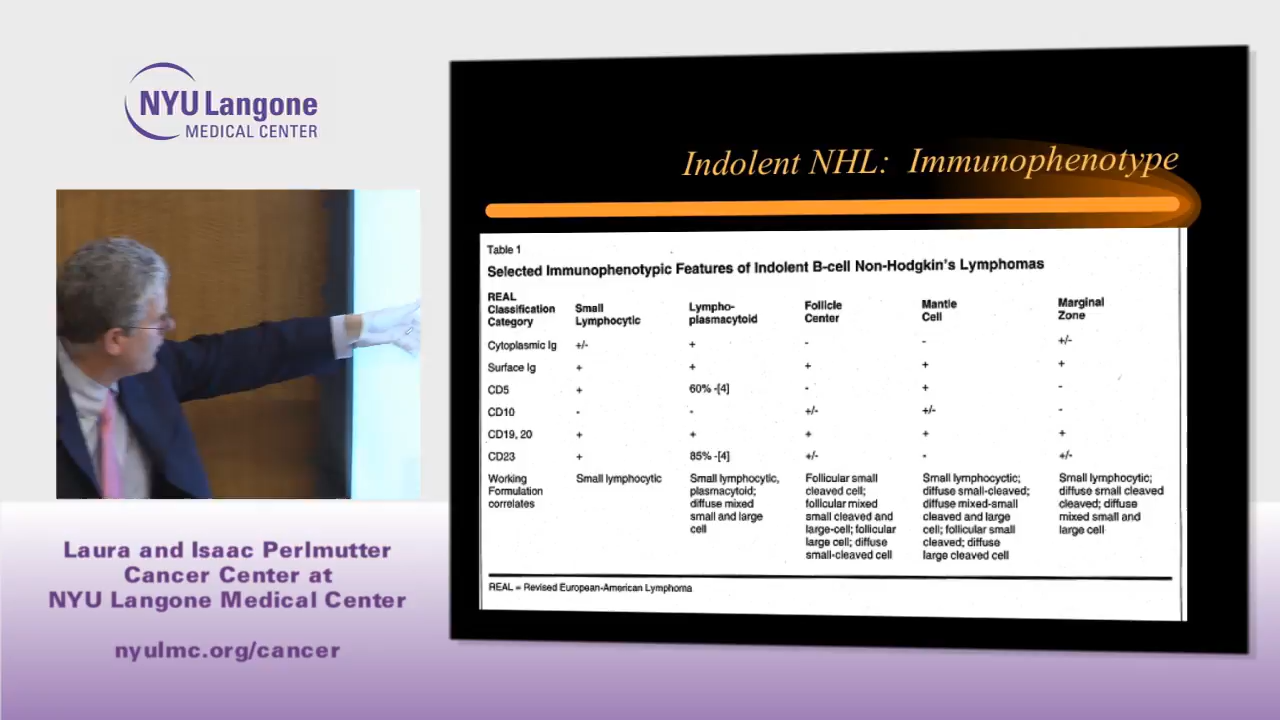 NYU Langone
MEDICAL CENTER
Indolent NHL: Immunophenotype
Table 1
Selected Immunophenotypic Features of Indolent B-cell Non-Hodgkin's Lymphomas
REAL
Classification
Category
Small
Lymphocytic
Lympho-
plasmacytoid
Follicle
Center
Mantle
Cell
Marginal
Zone
Cytoplasmic Ig +/- + - - +/-
Surface Ig + + + + +
CD5 + 60% -[4] - + -
CD10 - - +/- +/- -
CD19, 20 + + + + +
CD23 + 85% -[4] +/- - +/-
Working
Formulation
correlates
Small lymphocytic
Small lymphocytic,
plasmacytoid;
diffuse mixed
small and large
cell
Follicular small
cleaved cell;
follicular mixed
small cleaved and
large-cell; follicular
large cell; diffuse
small-cleaved cell
Small lymphocyctic;
diffuse small-cleaved;
diffuse mixed-small
cleaved and large
cell; follicular small
cleaved; diffuse
large cleaved cell
Small lymphocytic;
diffuse small cleaved
cleaved; diffuse
mixed small and
large cell
REAL = Revised European-American Lymphoma
Laura and Isaac Perlmutter
Cancer Center at
NYU Langone Medical Center
nyulmc.org/cancer